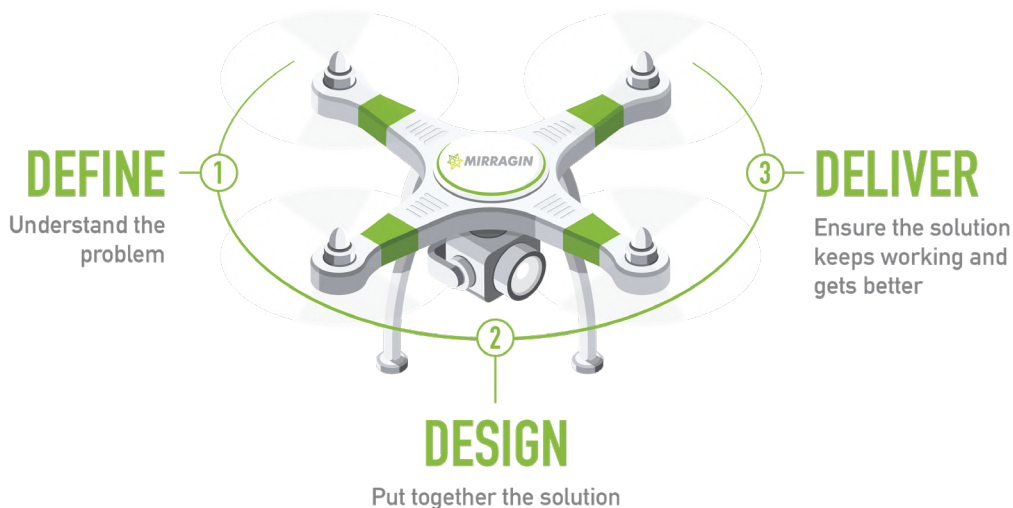 MIRRAGIN
1
DEFINE
Understand the
problem
2
DESIGN
Put together the solution
3
DELIVER
Ensure the solution
keeps working and
gets better